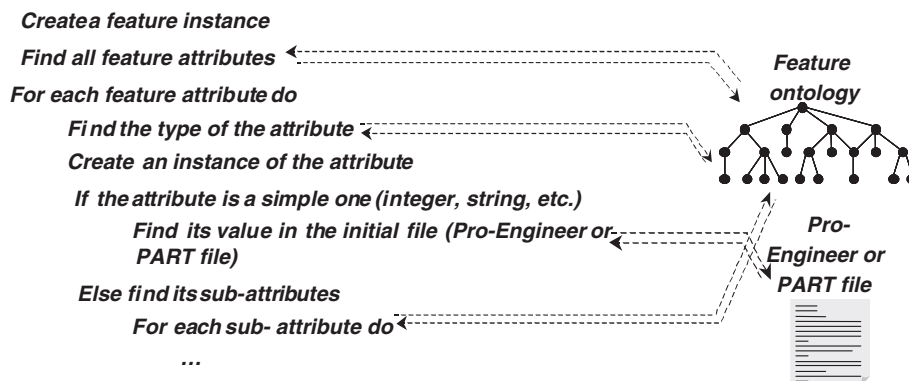 Create a feature instance
Find all feature attributes
For each feature attribute do
Find the type of the attribute
Create an instance of the attribute
If the attribute is a simple one (integer, string, etc.)
Find its value in the initial file (Pro-Engineer or
PART file)
Else find its sub-attributes
For each sub- attribute do
...
Feature
ontology
Pro-
Engineer or
PART file